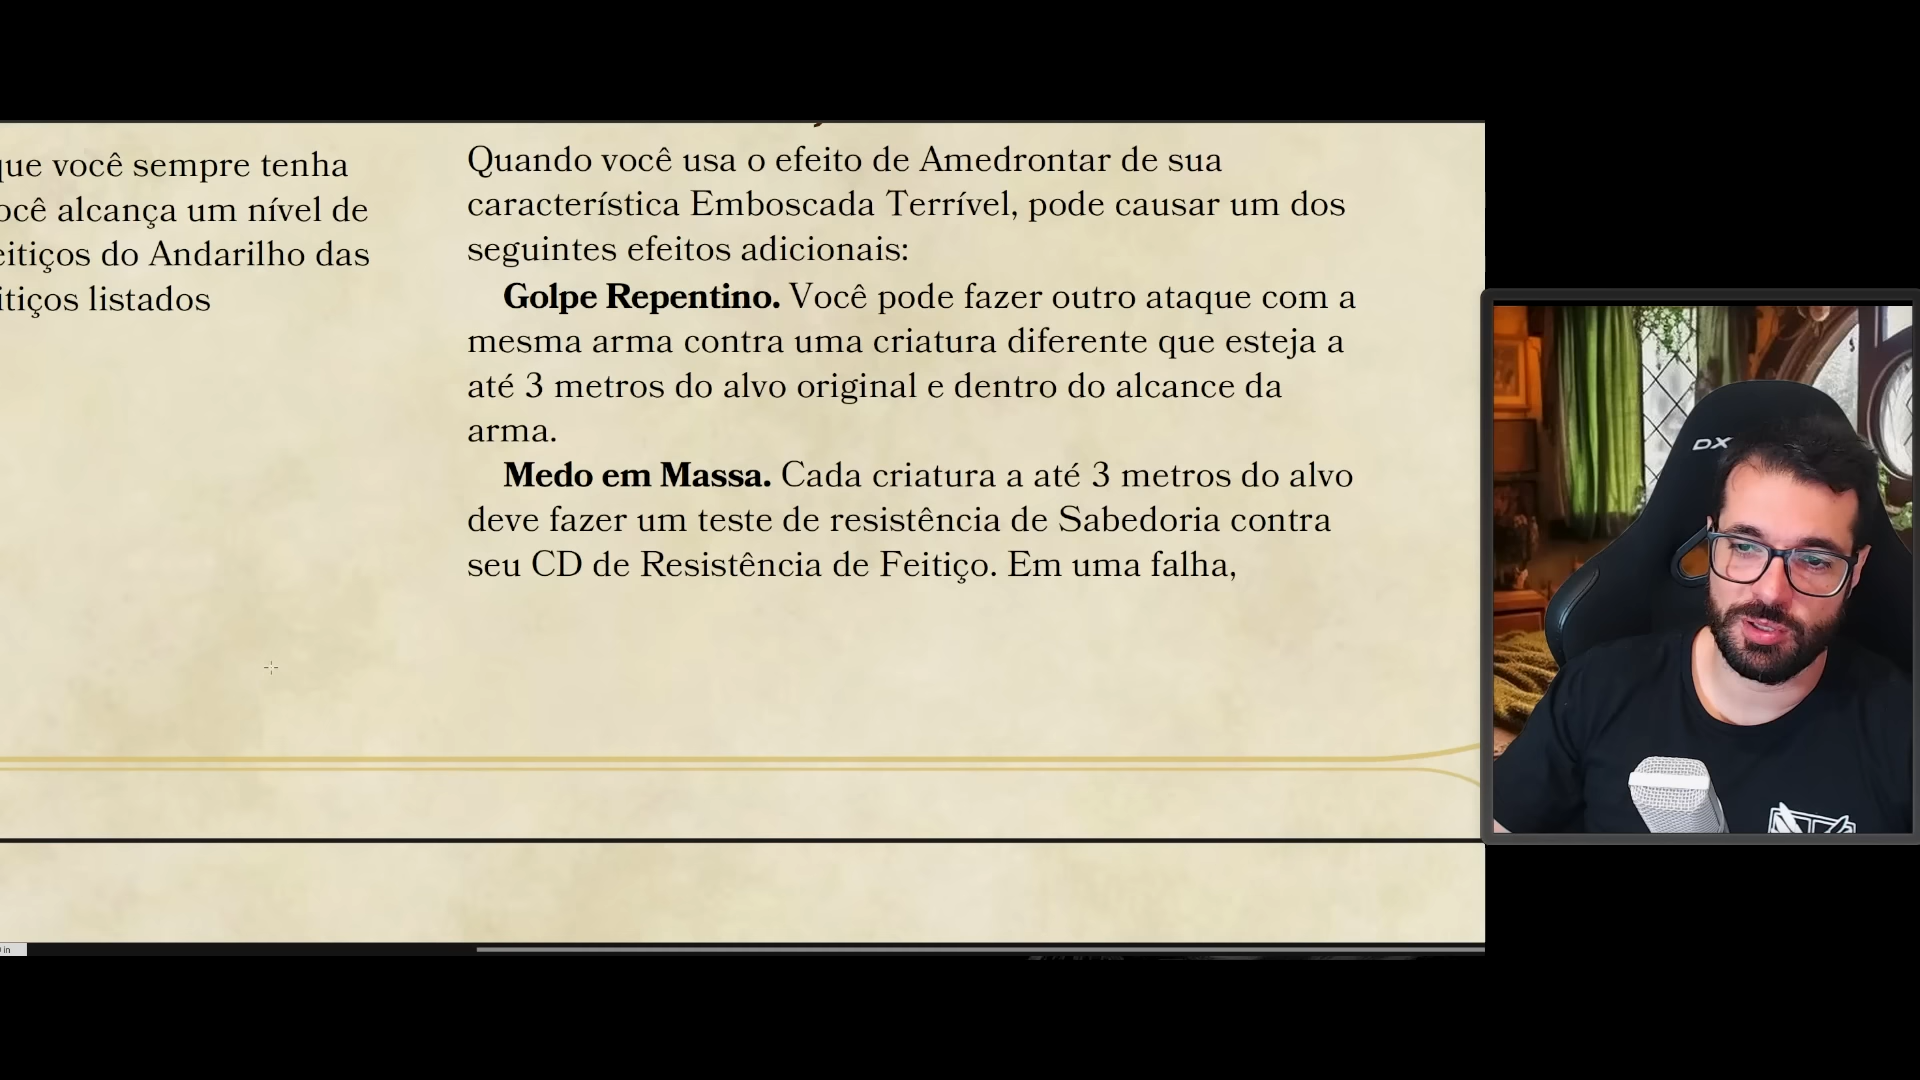 que você sempre tenha
ocê alcança um nível de
eitiços do Andarilho das
itiços listados
Quando você usa o efeito de Amedrontar de sua
característica Emboscada Terrível, pode causar um dos
seguintes efeitos adicionais:
Golpe Repentino. Você pode fazer outro ataque com a
mesma arma contra uma criatura diferente que esteja a
até 3 metros do alvo original e dentro do alcance da
arma.
Medo em Massa. Cada criatura a até 3 metros do alvo
deve fazer um teste de resistência de Sabedoria contra
seu CD de Resistência de Feitiço. Em uma falha,
DX
in